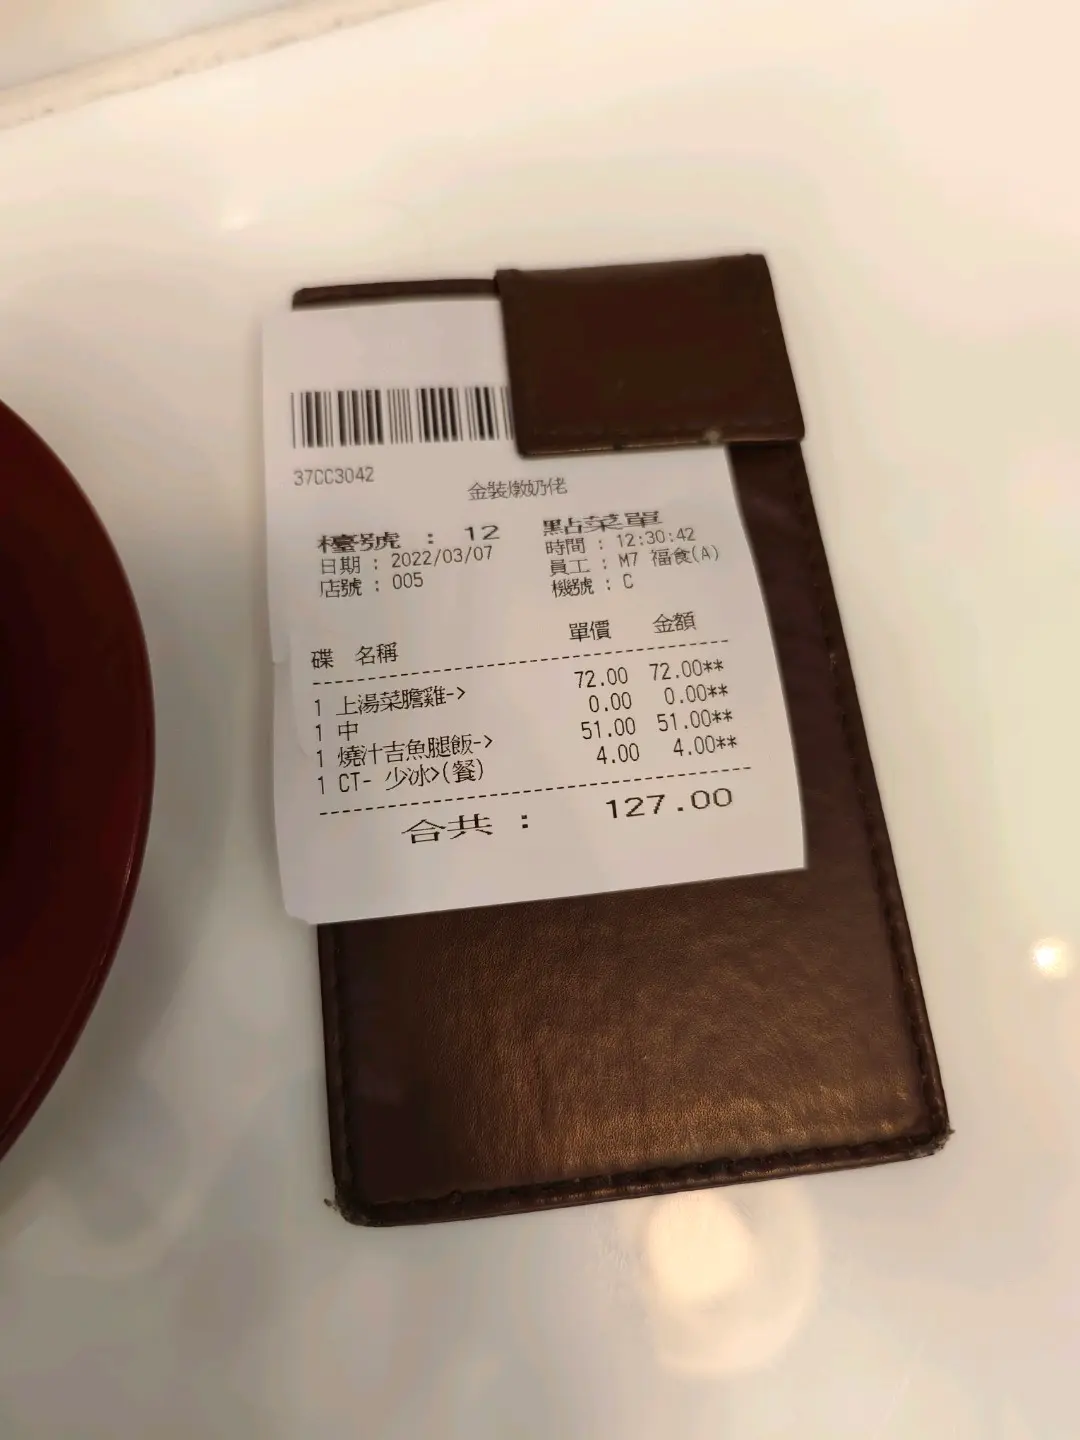 37CC3042
金裝燉奶佬
檯號 : 12 點菜單
日期 : 2022/03/07 時間 : 12:30:42
店號 : 005 員工 : M7 福食(A)
機號 : C
碟 名稱 單價 金額
1 上湯菜膽雞-> 72.00 72.00**
1 中 0.00 0.00**
1 燒汁吉魚腿飯-> 51.00 51.00**
1 CT- 少冰>(餐) 4.00 4.00**
合共 : 127.00